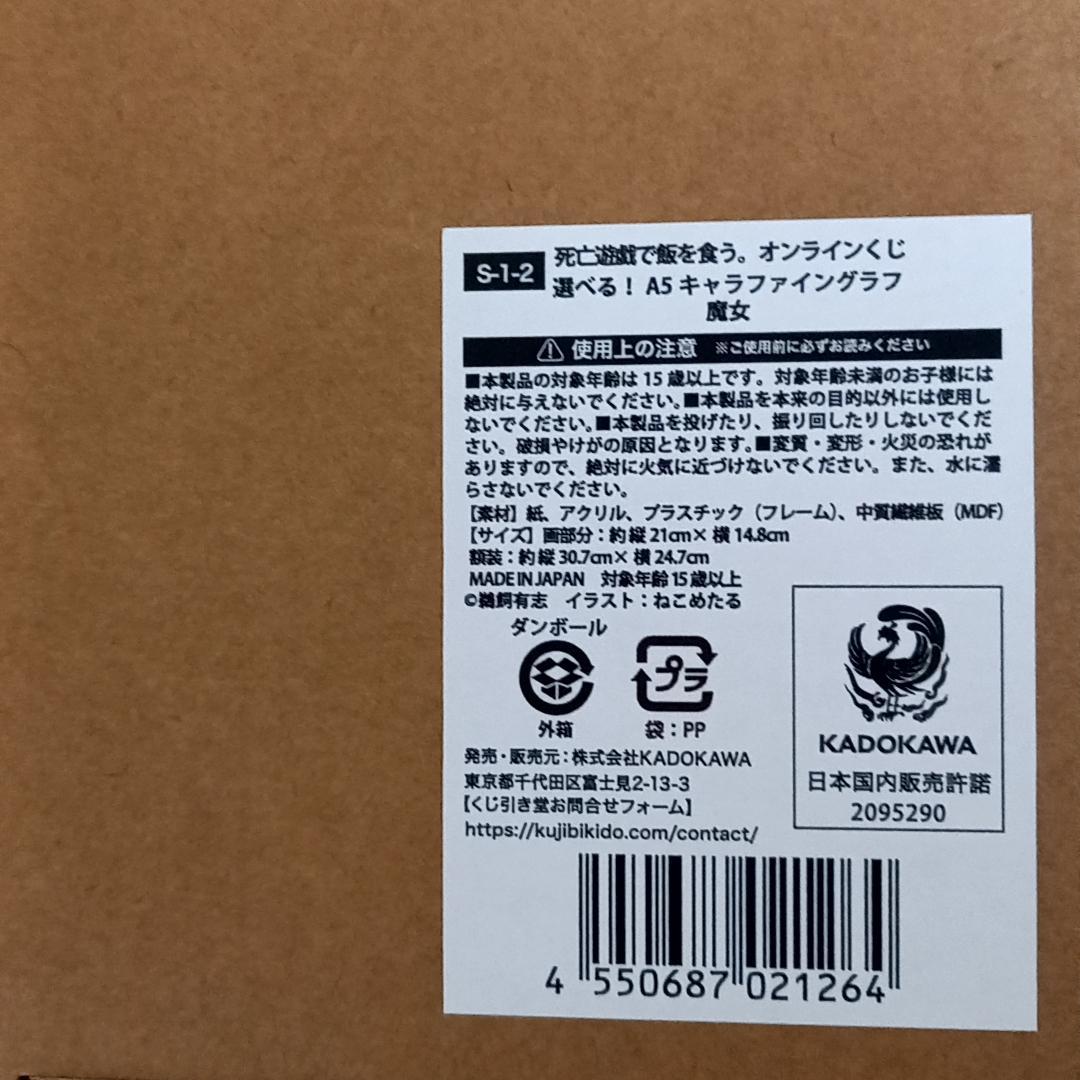 S-1-2
死亡遊戯で飯を食う。オンラインくじ
選べる！ A5 キャラファイングラフ
魔女
使用上の注意 ※ご使用前に必ずお読みください
■本製品の対象年齢は 15 歳以上です。対象年齢未満のお子様には
絶対に与えないでください。■本製品を本来の目的以外には使用し
ないでください。■本製品を投げたり、振り回したりしないでくだ
さい。破損やけがの原因となります。■変質・変形・火災の恐れが
ありますので、絶対に火気に近づけないでください。また、水に濡
らさないでください。
【素材】紙、アクリル、プラスチック（フレーム）、中質繊維板（MDF）
【サイズ】画部分：約 縦 21cm× 横 14.8cm
額装：約 縦 30.7cm× 横 24.7cm
MADE IN JAPAN 対象年齢 15 歳以上
©鵜飼有志 イラスト：ねこめたる
ダンボール
プラ
外箱
袋：PP
発売・販売元：株式会社KADOKAWA
東京都千代田区富士見2-13-3
【くじ引き堂お問合せフォーム】
https://kujibikido.com/contact/
KADOKAWA
日本国内販売許諾
2095290
4 550687 021264